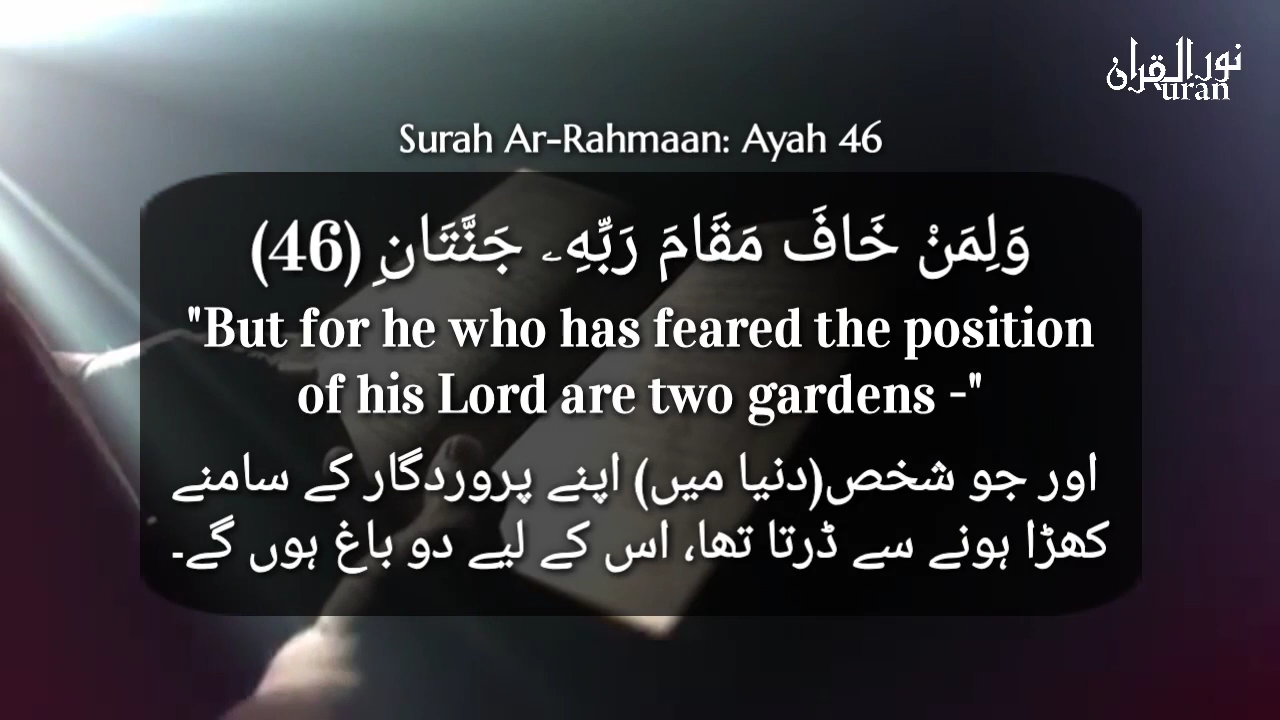 نور القران
uran
Surah Ar-Rahmaan: Ayah 46
وَلِمَنْ خَافَ مَقَامَ رَبِّهِۦ جَنَّتَانِ (46)
"But for he who has feared the position
of his Lord are two gardens -"
اور جو شخص(دنیا میں) اپنے پروردگار کے سامنے
کھڑا ہونے سے ڈرتا تھا، اس کے لیے دو باغ ہوں گے۔